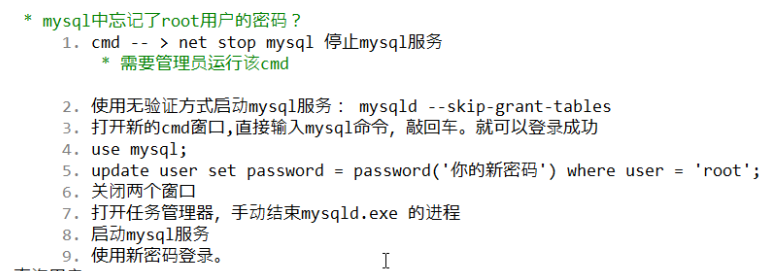 * mysql中忘记了root用户的密码？
1. cmd -- > net stop mysql 停止mysql服务
* 需要管理员运行该cmd
2. 使用无验证方式启动mysql服务： mysqld --skip-grant-tables
3. 打开新的cmd窗口,直接输入mysql命令，敲回车。就可以登录成功
4. use mysql;
5. update user set password = password('你的新密码') where user = 'root';
6. 关闭两个窗口
7. 打开任务管理器，手动结束mysqld.exe 的进程
8. 启动mysql服务
9. 使用新密码登录。